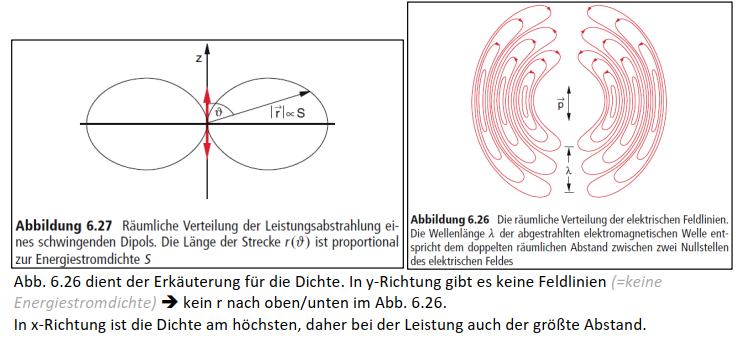 z
ϑ
|r⃗|∝S
Abbildung 6.27 Räumliche Verteilung der Leistungsabstrahlung ei-
nes schwingenden Dipols. Die Länge der Strecke r(ϑ) ist proportional
zur Energiestromdichte S
p⃗
λ
Abbildung 6.26 Die räumliche Verteilung der elektrischen Feldlinien.
Die Wellenlänge λ der abgestrahlten elektromagnetischen Welle ent-
spricht dem doppelten räumlichen Abstand zwischen zwei Nullstellen
des elektrischen Feldes
Abb. 6.26 dient der Erkäuterung für die Dichte. In y-Richtung gibt es keine Feldlinien (=keine
Energiestromdichte) ➔ kein r nach oben/unten im Abb. 6.26.
In x-Richtung ist die Dichte am höchsten, daher bei der Leistung auch der größte Abstand.